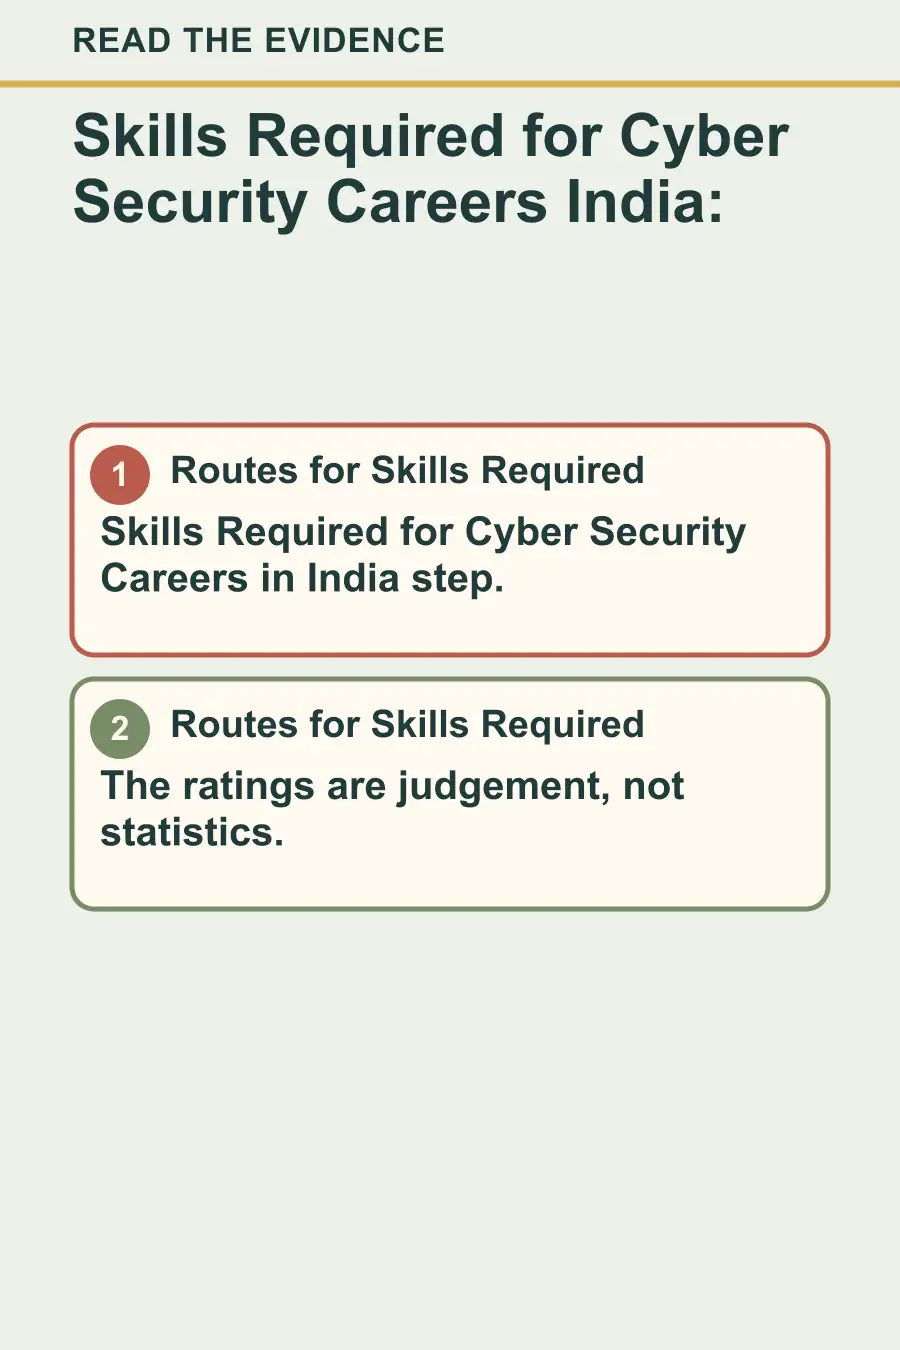 READ THE EVIDENCE
Skills Required for Cyber
Security Careers India:
1 Routes for Skills Required
Skills Required for Cyber Security
Careers in India step.
2 Routes for Skills Required
The ratings are judgement, not
statistics.